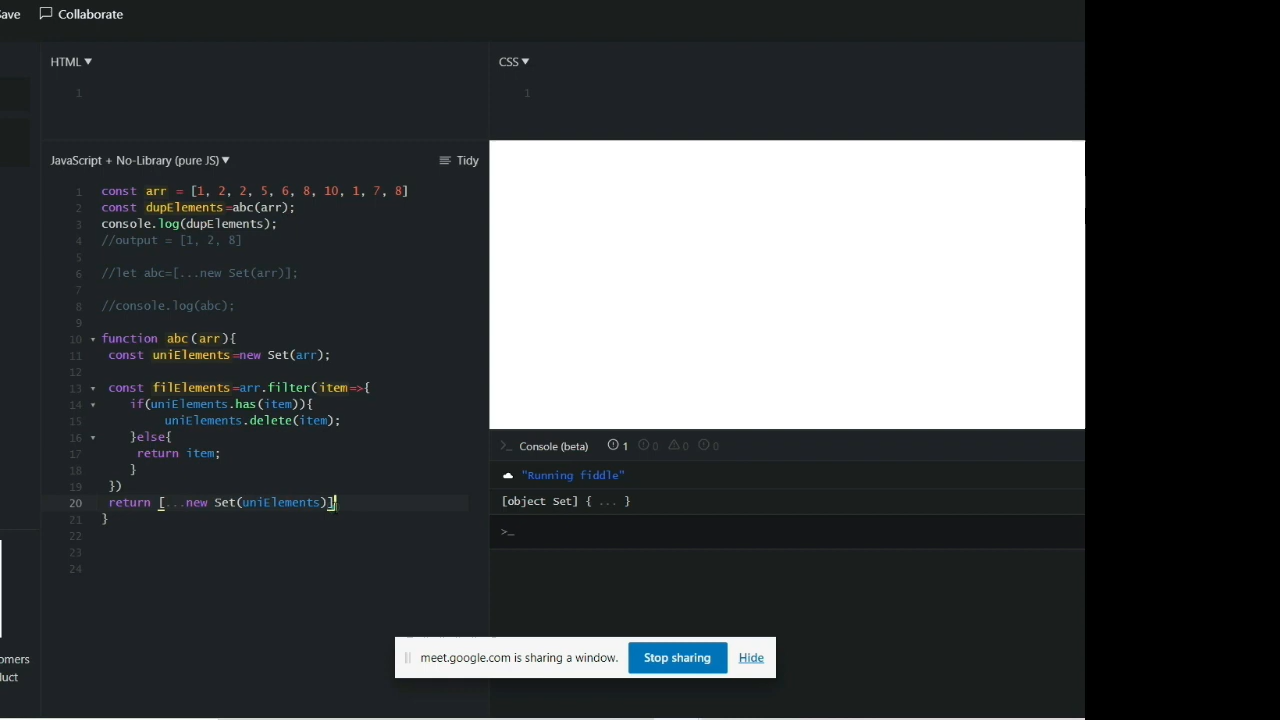 Save Collaborate
HTML ▼
1
CSS ▼
1
JavaScript + No-Library (pure JS) ▼
Tidy
1 const arr = [1, 2, 2, 5, 6, 8, 10, 1, 7, 8]
2 const dupElements=abc(arr);
3 console.log(dupElements);
4 //output = [1, 2, 8]
5
6 //let abc=[...new Set(arr)];
7
8 //console.log(abc);
9
10 function abc(arr){
11 const uniElements=new Set(arr);
12
13 const filElements=arr.filter(item=>{
14 if(uniElements.has(item)){
15 uniElements.delete(item);
16 }else{
17 return item;
18 }
19 })
20 return [...new Set(uniElements)]
21 }
22
23
24
>_ Console (beta) 1 0 0 0
"Running fiddle"
[object Set] { ... }
>_
meet.google.com is sharing a window. Stop sharing Hide
omers
duct